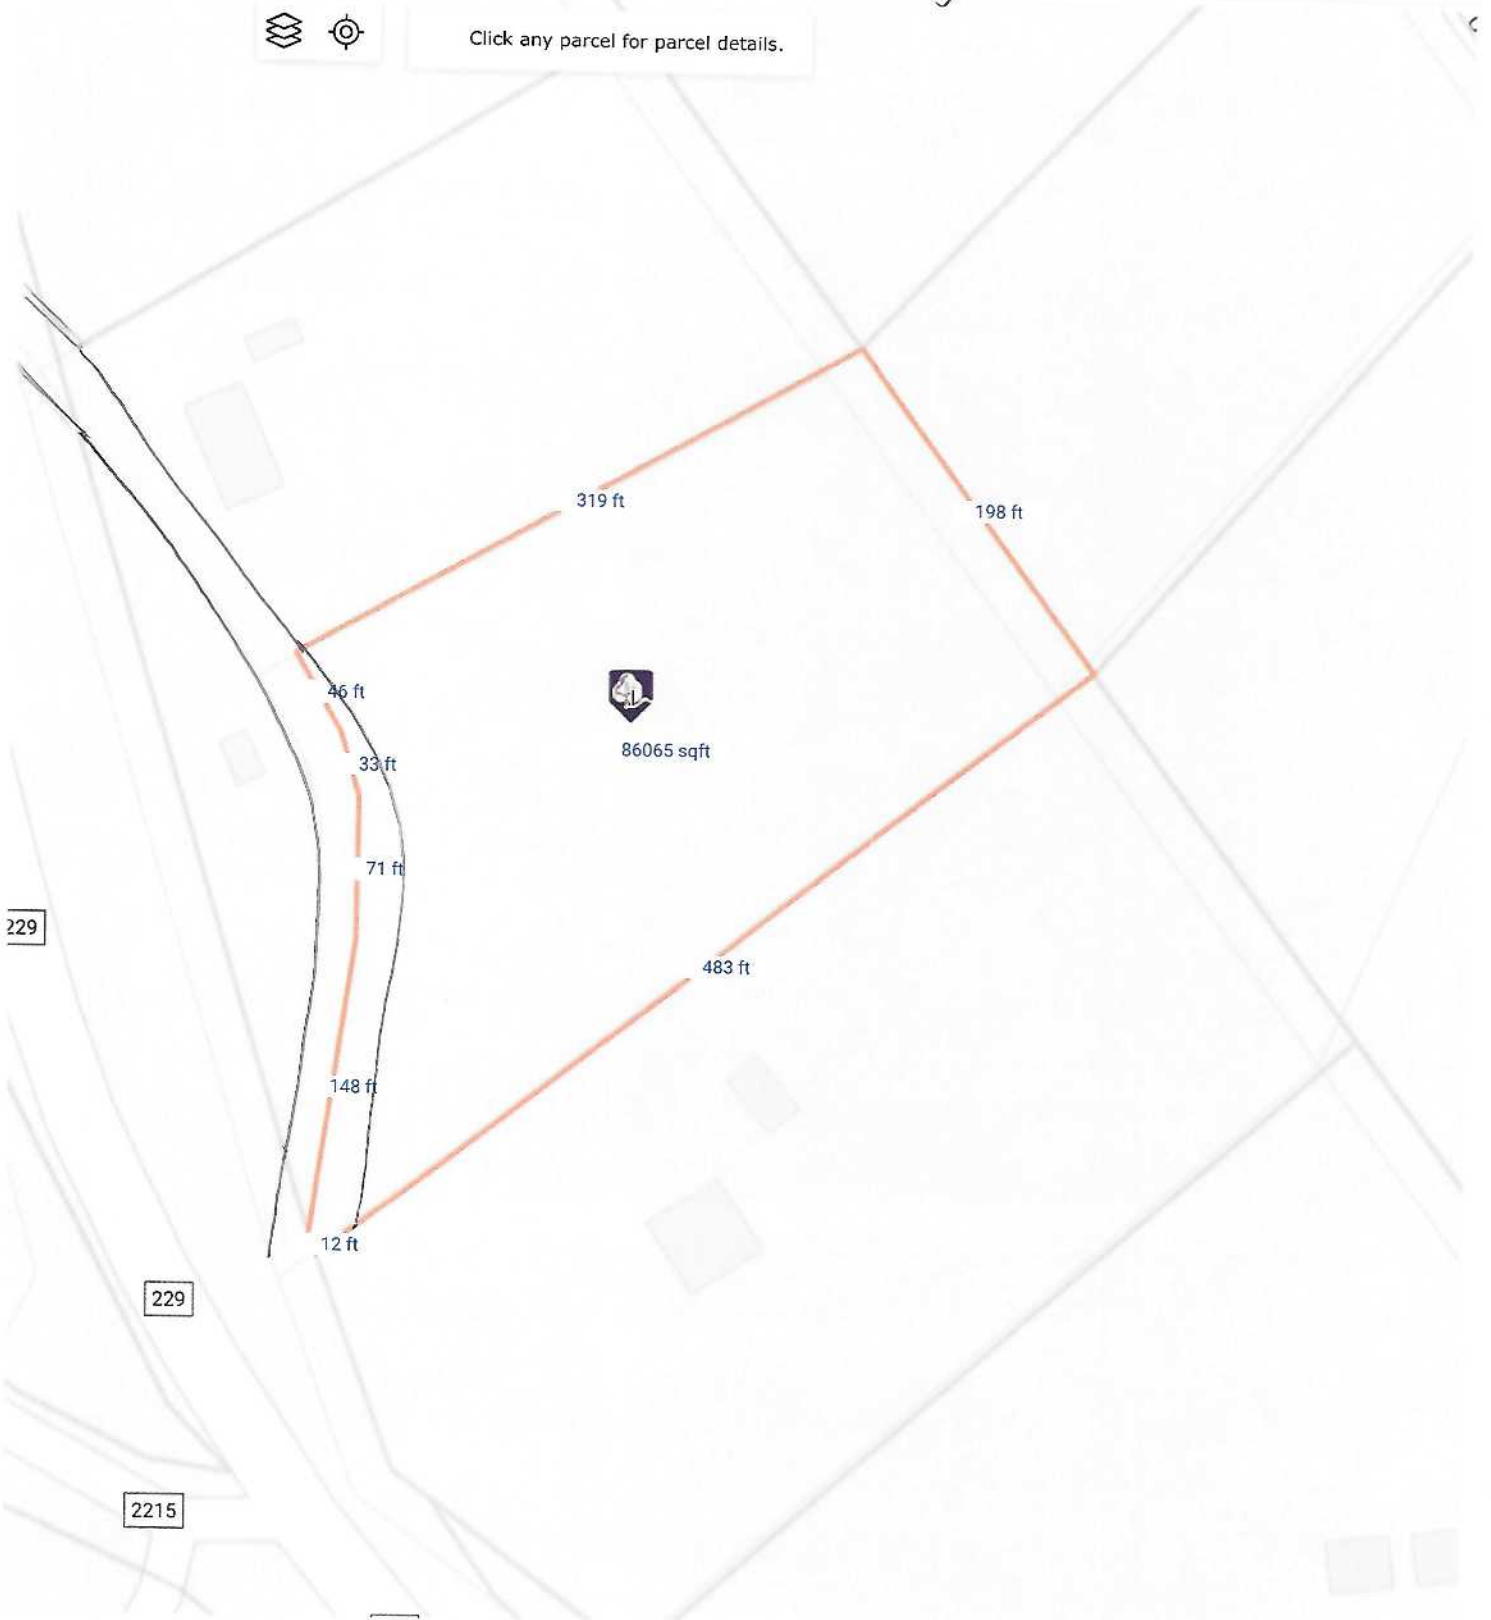 Click any parcel for parcel details.
319 ft
198 ft
46 ft
86065 sqft
33 ft
71 ft
229
483 ft
148 ft
12 ft
229
2215